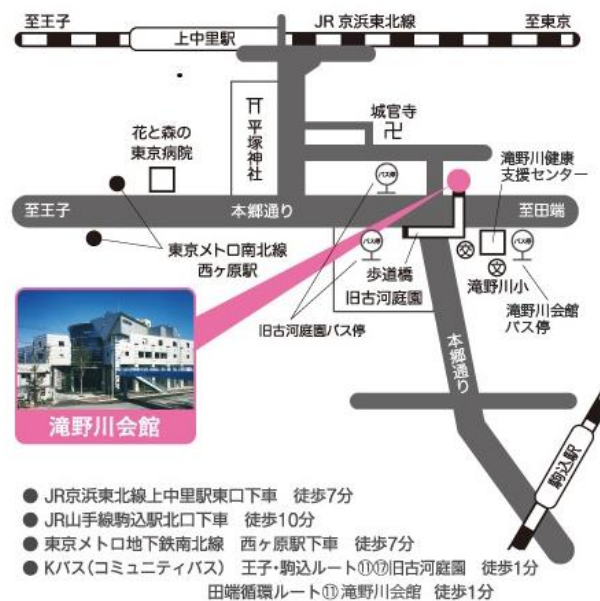 至王子
JR 京浜東北線
至東京
上中里駅
城官寺
卍
平塚神社
花と森の
東京病院
バス停
滝野川健康
支援センター
至王子
本郷通り
至田端
東京メトロ南北線
西ヶ原駅
バス停
歩道橋
旧古河庭園
交
文
滝野川小
バス停
滝野川会館
バス停
旧古河庭園バス停
本郷通り
滝野川会館
駒込駅
● JR京浜東北線上中里駅東口下車 徒歩7分
● JR山手線駒込駅北口下車 徒歩10分
● 東京メトロ地下鉄南北線 西ヶ原駅下車 徒歩7分
● Kバス(コミュニティバス) 王子・駒込ルート⑪⑰旧古河庭園 徒歩1分
田端循環ルート⑪滝野川会館 徒歩1分